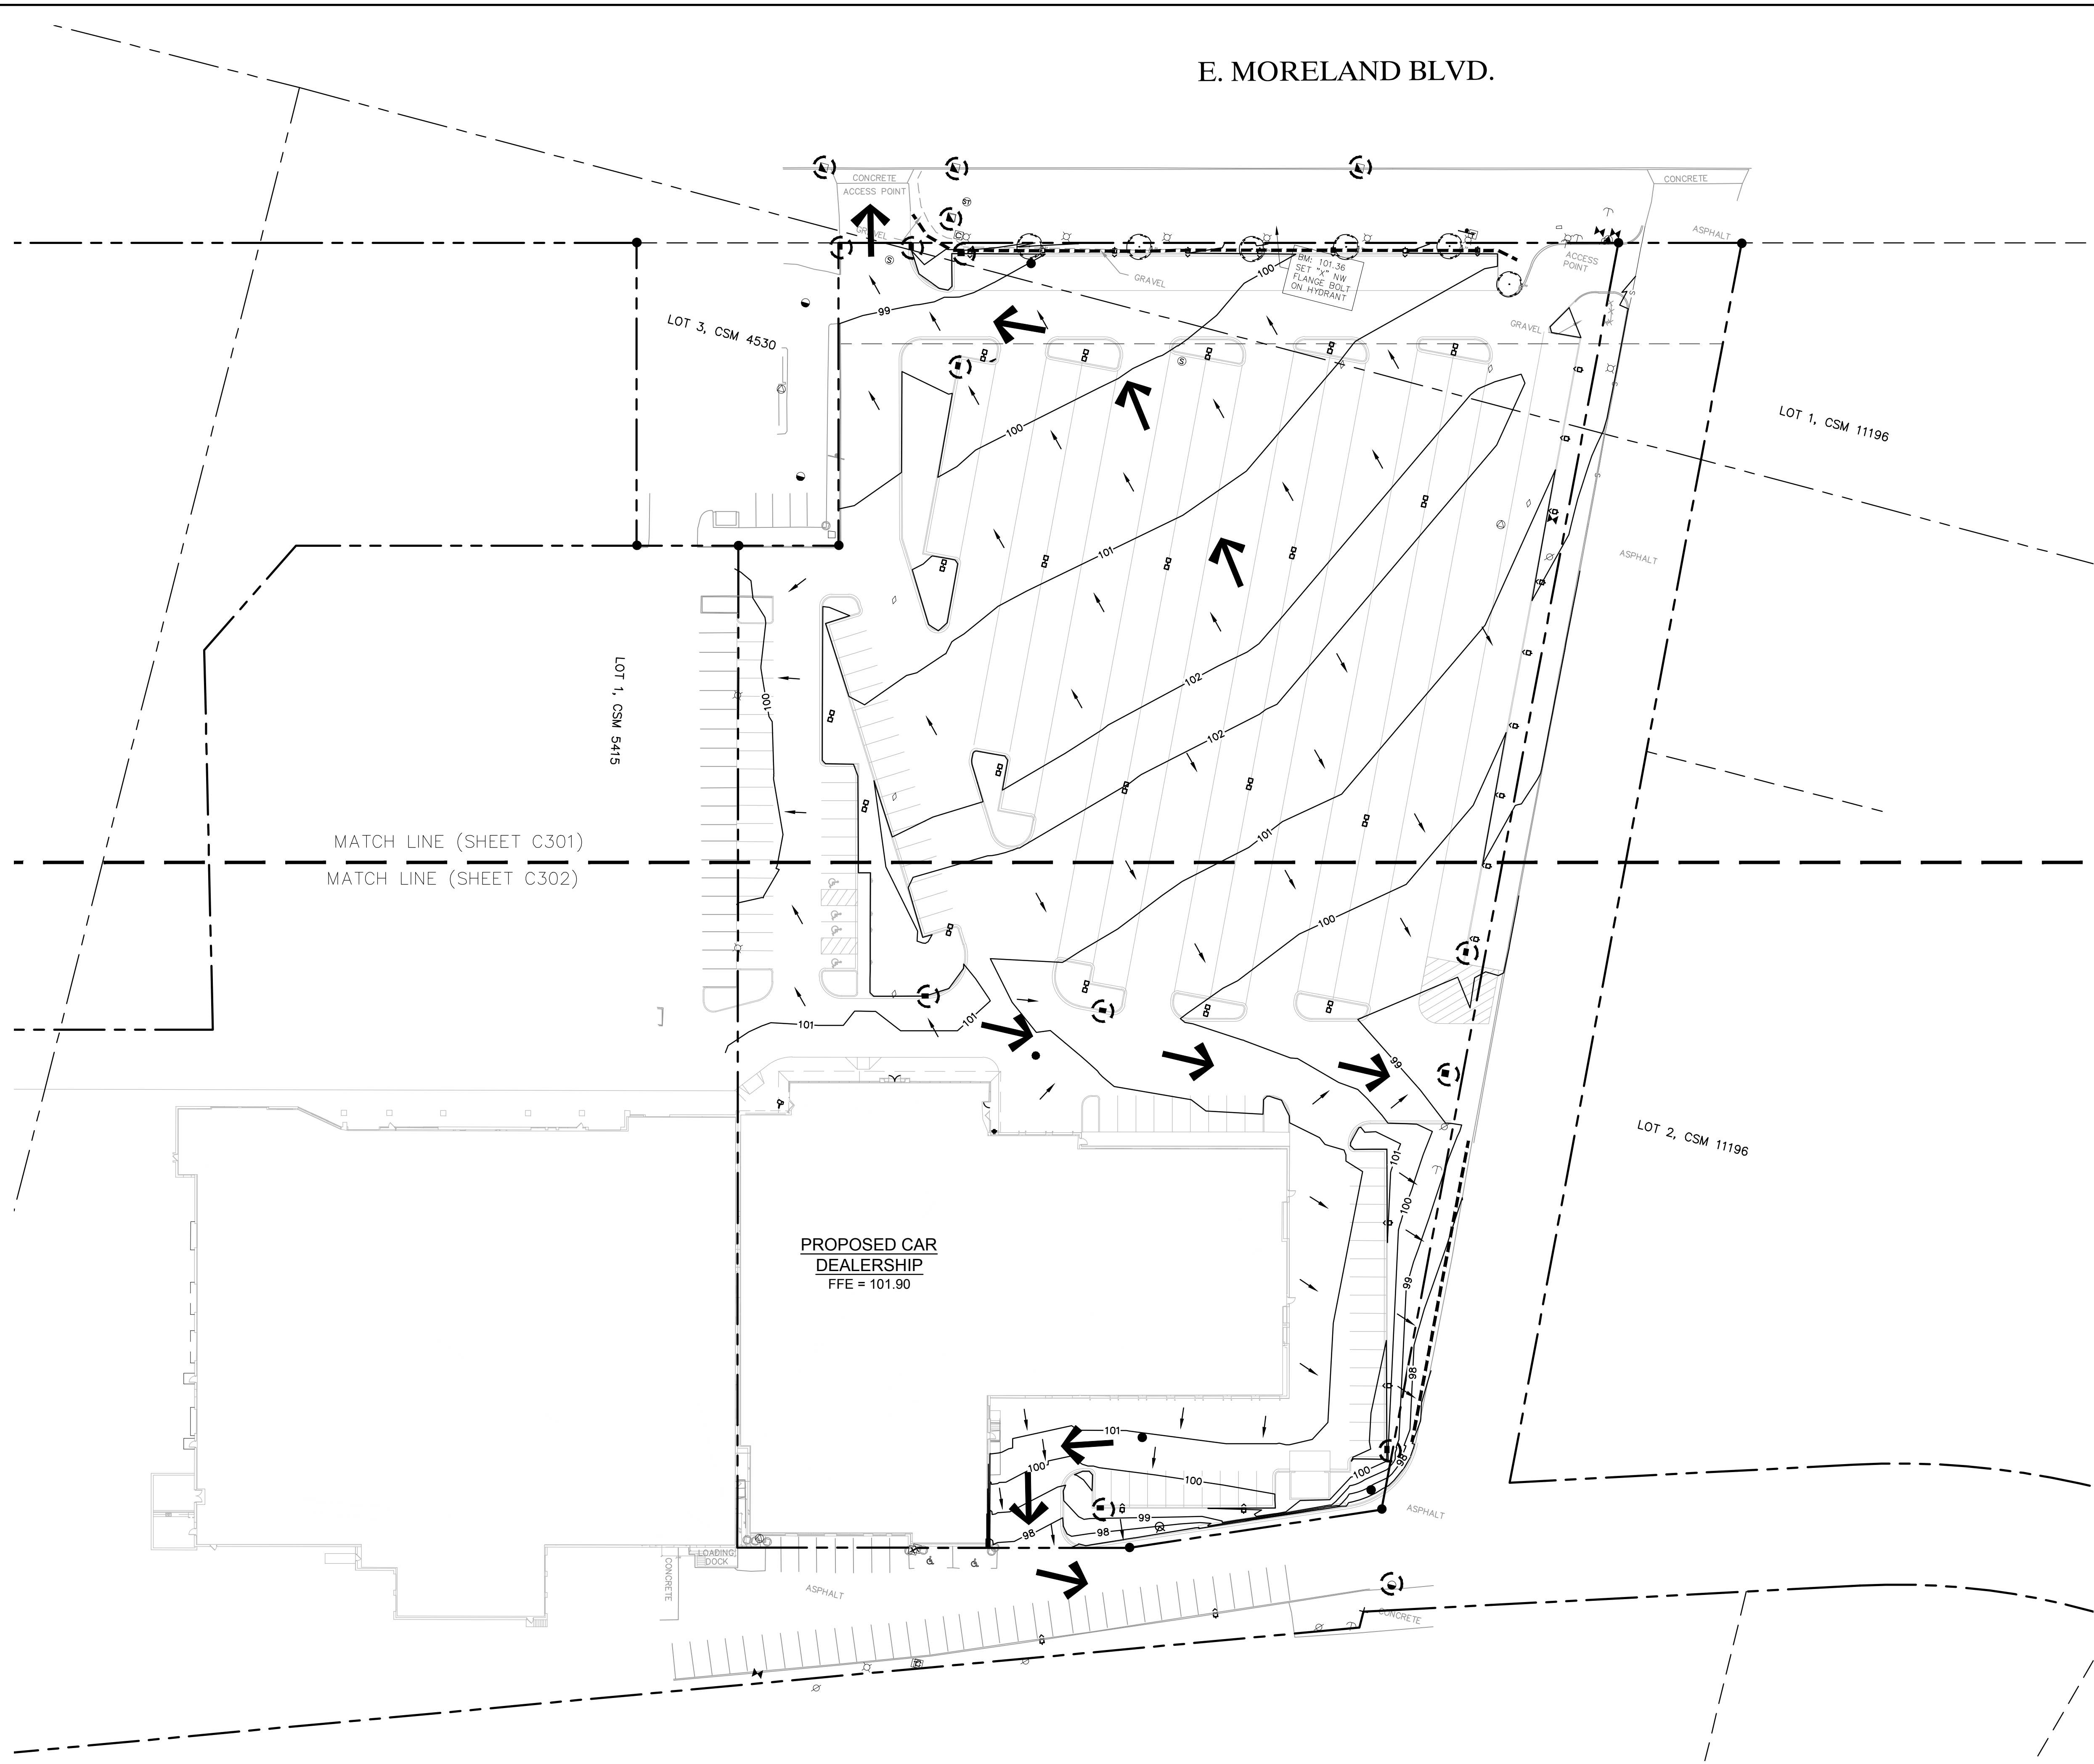 E. MORELAND BLVD.
CONCRETE
ACCESS POINT
CONCRETE
ST
GRAVEL
S
ASPHALT
ACCESS
POINT
BM: 101.36
SET "X" NW
FLANGE BOLT
ON HYDRANT
100
GRAVEL
99
GRAVEL
LOT 3, CSM 4530
S
LOT 1, CSM 11196
100
101
ASPHALT
LOT 1, CSM 5415
100
102
102
101
MATCH LINE (SHEET C301)
MATCH LINE (SHEET C302)
100
101
101
99
LOT 2, CSM 11196
101
100
PROPOSED CAR
DEALERSHIP
FFE = 101.90
99
98
101
100
100
100
98
99
98
98
ASPHALT
LOADING
DOCK
CONCRETE
ASPHALT
CONCRETE